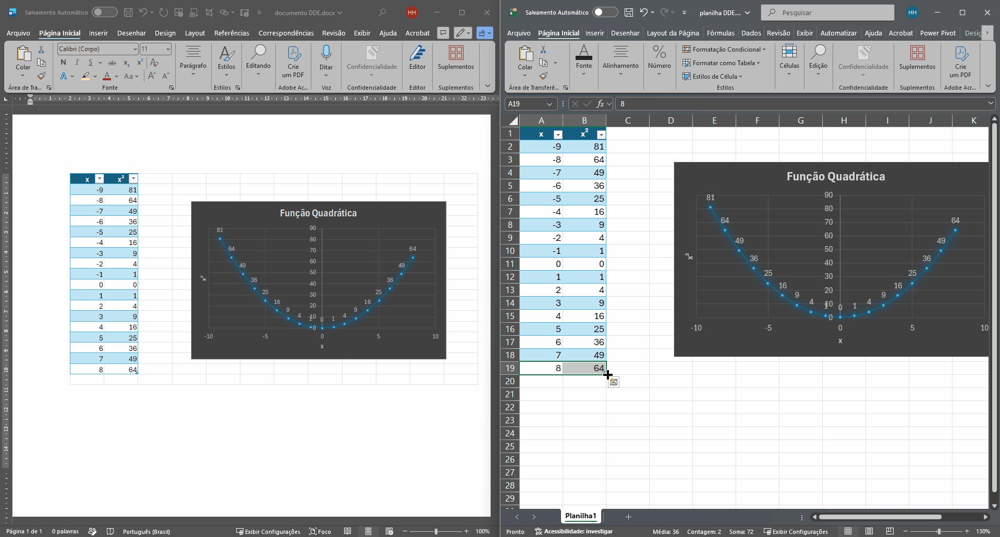 Salvamento Automático
documento DDE.docx
HH
Arquivo Página Inicial Inserir Desenhar Design Layout Referências Correspondências Revisão Exibir Ajuda Acrobat
Colar
Calibri (Corpo) 11
N I S ab x₂ x² A
A A Aa A A
Parágrafo Estilos Editando Crie um PDF Ditar Confidencialidade Editor Suplementos
Área de Tra... Fonte Estilos Adobe Ac... Voz Confidencialidade Editor Suplementos
1 2 3 4 5 6 7 8 9 10 11 12 13 14 15 16 17 18 19 20 21 22 23
x x²
-9 81
-8 64
-7 49
-6 36
-5 25
-4 16
-3 9
-2 4
-1 1
0 0
1 1
2 4
3 9
4 16
5 25
6 36
7 49
8 64
Função Quadrática
90
80
70
60
50
40
30
20
10
0
81 64 49 36 25 16 9 4 1 0 1 4 9 16 25 36 49 64
x²
-10 -5 0 5 10
x
1 2 3 4 5 6 7 8 9 10 11 12 13 14
Página 1 de 1 0 palavras Português (Brasil) Exibir Configurações Foco 100%
Salvamento Automático
planilha DDE....
Pesquisar
HH
Arquivo Página Inicial Inserir Desenhar Layout da Página Fórmulas Dados Revisão Exibir Automatizar Ajuda Acrobat Power Pivot Desig
Colar Fonte Alinhamento Número
Formatação Condicional
Formatar como Tabela
Estilos de Célula
Células Edição Confidencialidade Suplementos Crie um PDF
Área de Transferê... Estilos Confidencialidade Suplementos Adobe Acr...
A19 fx 8
A B C D E F G H I J K
1 x x²
2 -9 81
3 -8 64
4 -7 49
5 -6 36
6 -5 25
7 -4 16
8 -3 9
9 -2 4
10 -1 1
11 0 0
12 1 1
13 2 4
14 3 9
15 4 16
16 5 25
17 6 36
18 7 49
19 8 64
20
21
22
23
24
25
26
27
28
29
Função Quadrática
90
80
70
60
50
40
30
20
10
0
81 64 49 36 25 16 9 4 1 0 1 4 9 16 25 36 49 64
x²
-10 -5 0 5 10
x
Planilha1
Pronto Acessibilidade: investigar Média: 36 Contagem: 2 Soma: 72 Exibir Configurações 130%